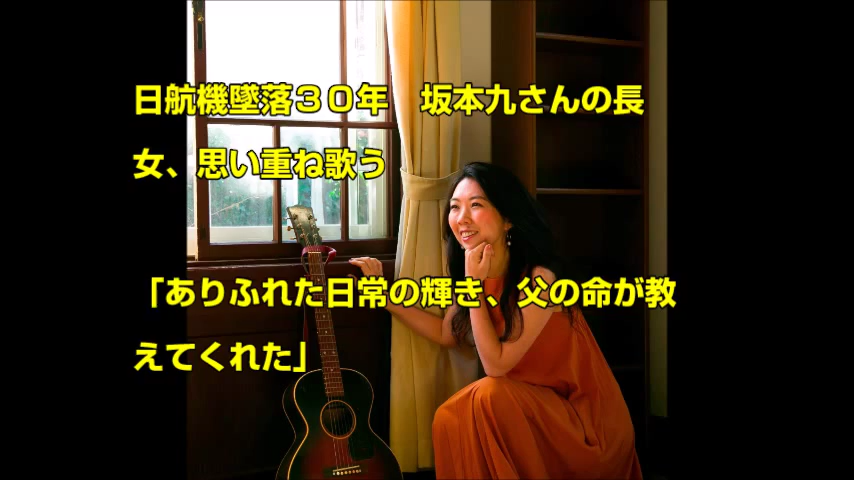 日航機墜落３０年　坂本九さんの長
女、思い重ね歌う
「ありふれた日常の輝き、父の命が教
えてくれた」